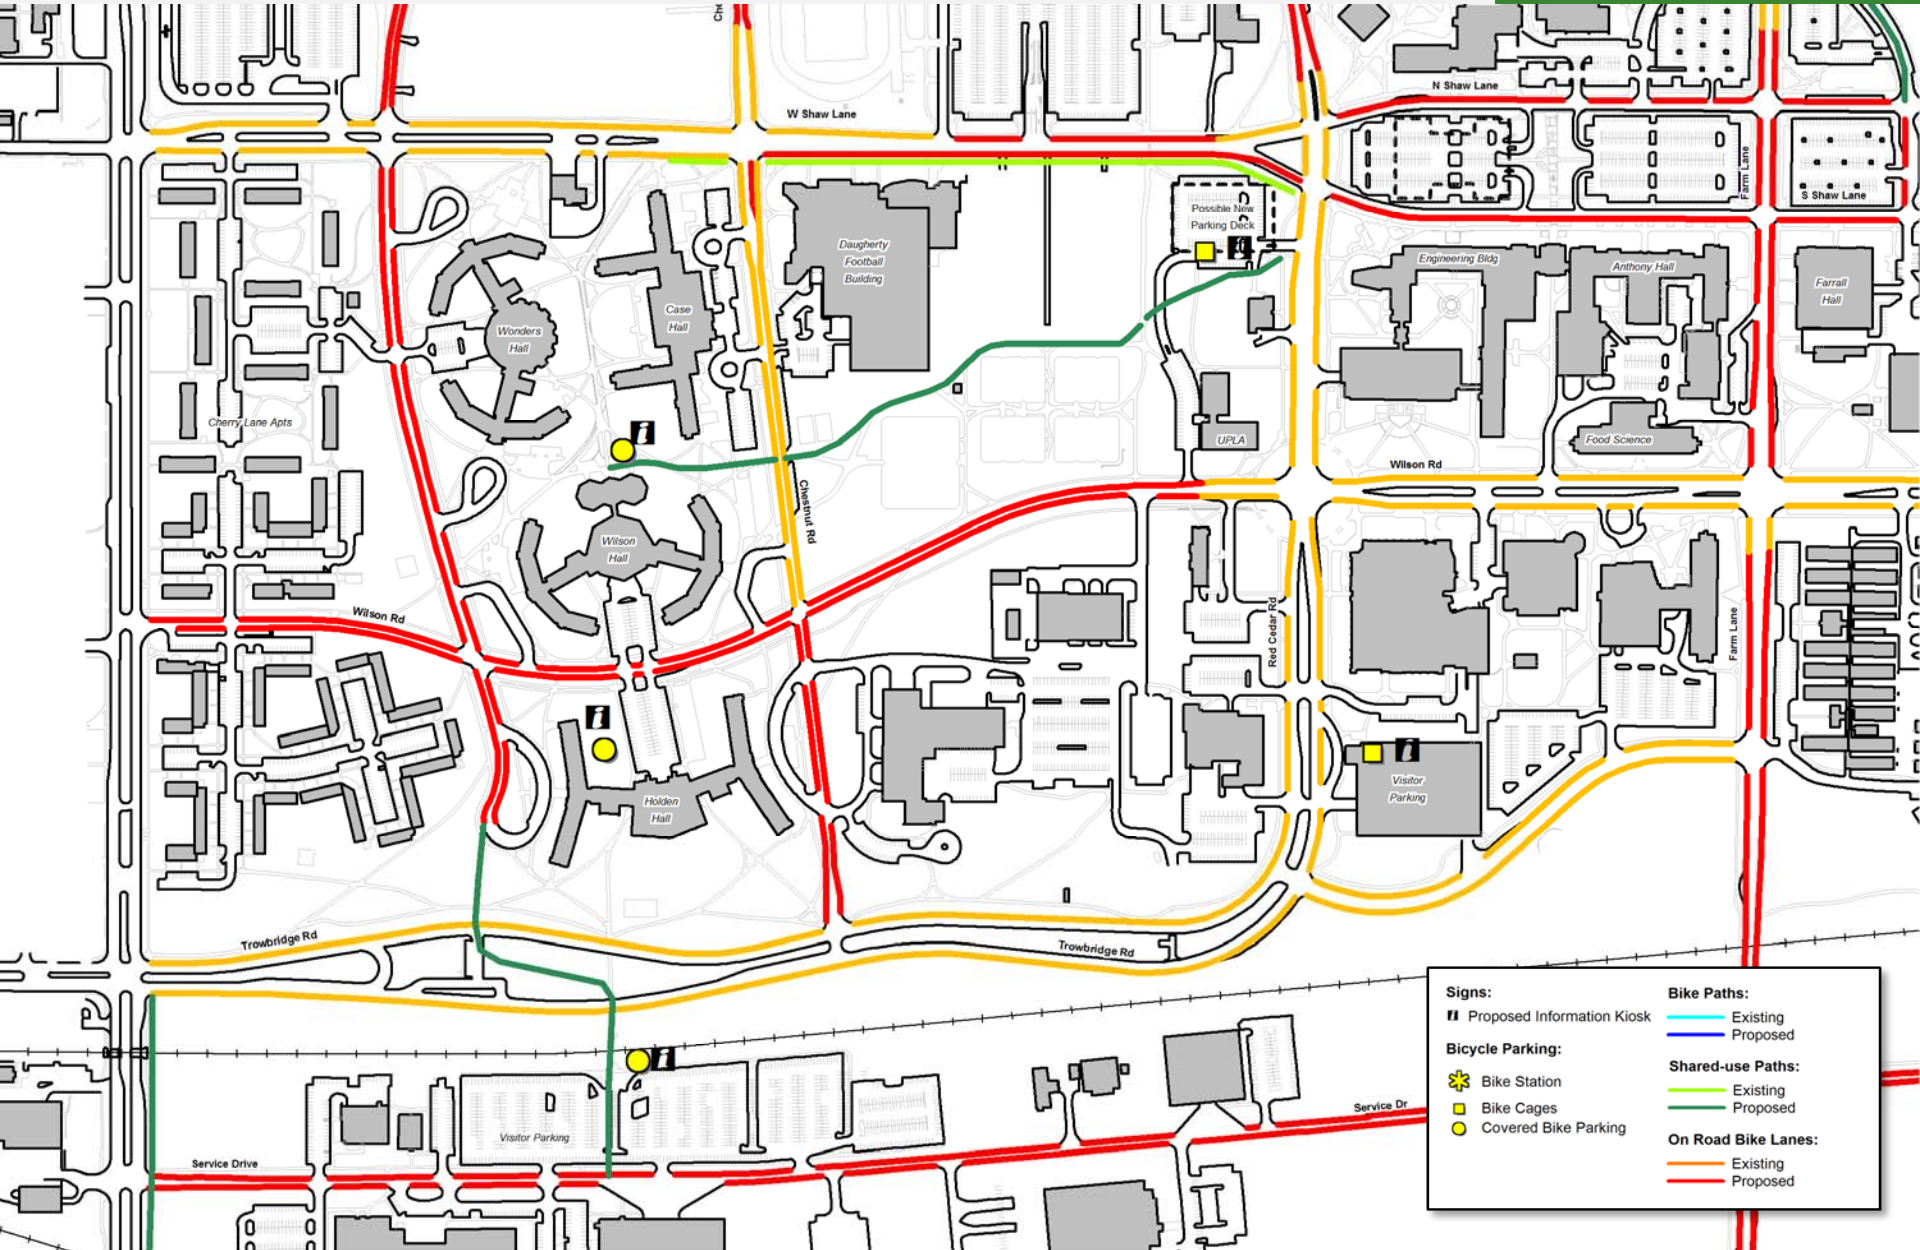 Che
W Shaw Lane
N Shaw Lane
Farm Lane
S Shaw Lane
Possible New
Parking Deck
Daugherty
Football
Building
Engineering Bldg
Anthony Hall
Farrall
Hall
Case
Hall
Wonders
Hall
Cherry Lane Apts
UPLA
Food Science
Wilson Rd
Chestnut Rd
Wilson
Hall
Wilson Rd
Red Cedar Rd
Farm Lane
Visitor
Parking
Holden
Hall
Trowbridge Rd
Trowbridge Rd
Service Dr
Visitor Parking
Service Drive
Signs:
Proposed Information Kiosk
Bicycle Parking:
Bike Station
Bike Cages
Covered Bike Parking
Bike Paths:
Existing
Proposed
Shared-use Paths:
Existing
Proposed
On Road Bike Lanes:
Existing
Proposed